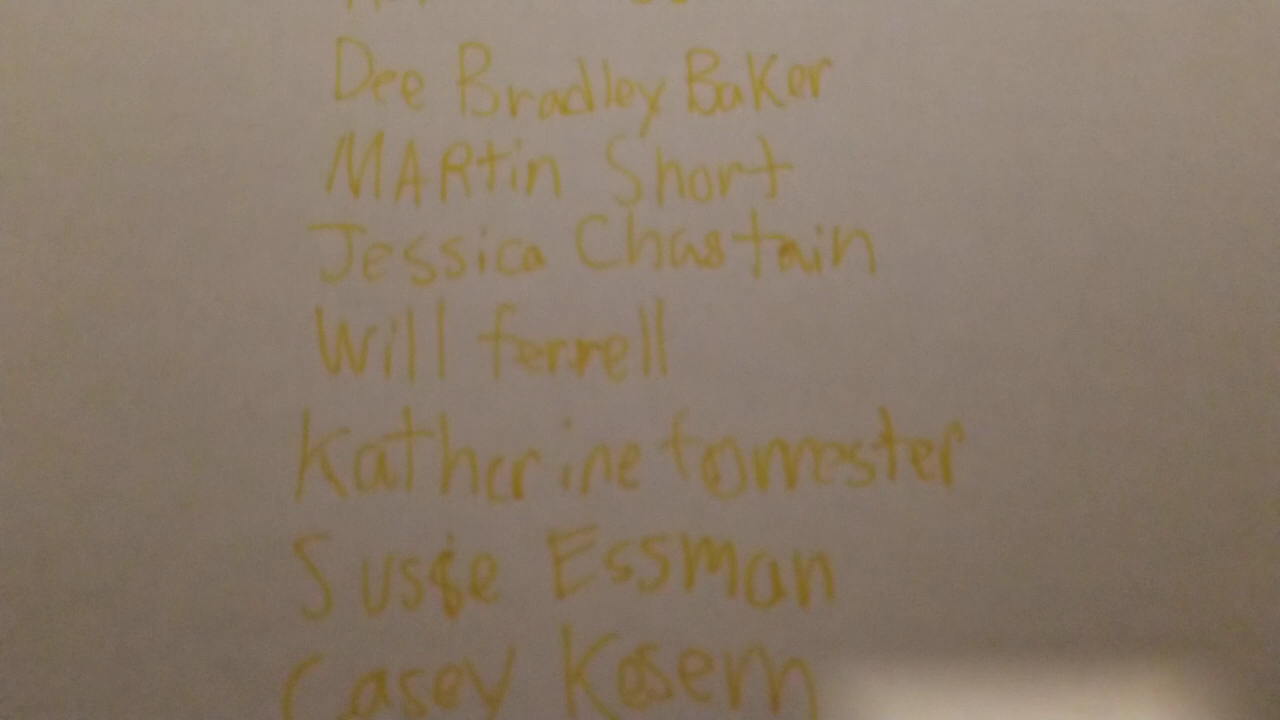 Dee Bradley Baker
MARtin Short
Jessica Chastain
Will ferrell
Katherine forrester
Susie Essman
Casey Kasem